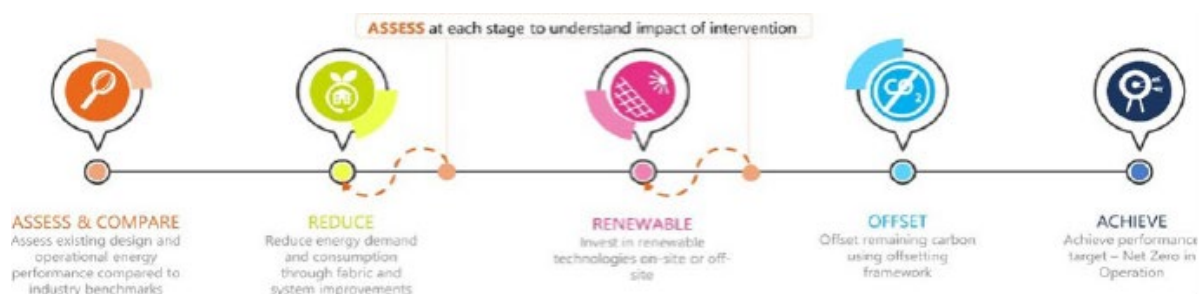 ASSESS at each stage to understand impact of intervention
CO2
ASSESS & COMPARE
Assess existing design and
operational energy
performance compared to
industry benchmarks
REDUCE
Reduce energy demand
and consumption
through fabric and
system improvements
RENEWABLE
Invest in renewable
technologies on-site or off-
site
OFFSET
Offset remaining carbon
using offsetting
framework
ACHIEVE
Achieve performance
target – Net Zero in
Operation